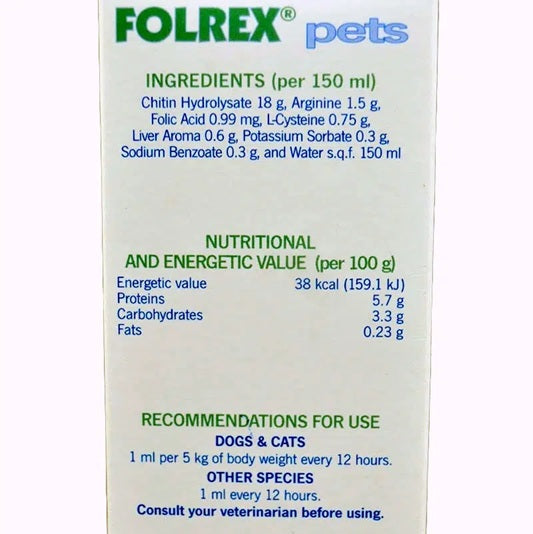 FOLREX® pets
INGREDIENTS (per 150 ml)
Chitin Hydrolysate 18 g, Arginine 1.5 g,
Folic Acid 0.99 mg, L-Cysteine 0.75 g,
Liver Aroma 0.6 g, Potassium Sorbate 0.3 g,
Sodium Benzoate 0.3 g, and Water s.q.f. 150 ml
NUTRITIONAL
AND ENERGETIC VALUE (per 100 g)
Energetic value 38 kcal (159.1 kJ)
Proteins 5.7 g
Carbohydrates 3.3 g
Fats 0.23 g
RECOMMENDATIONS FOR USE
DOGS & CATS
1 ml per 5 kg of body weight every 12 hours.
OTHER SPECIES
1 ml every 12 hours.
Consult your veterinarian before using.